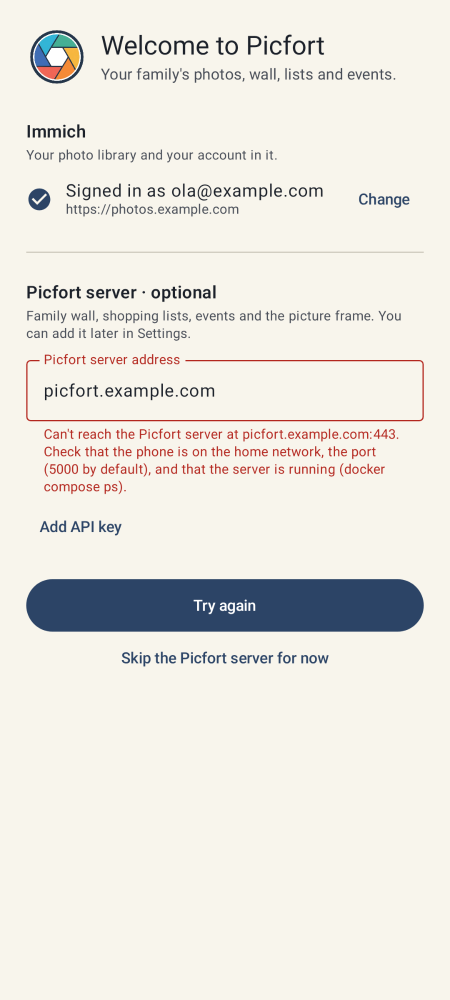 Welcome to Picfort
Your family's photos, wall, lists and events.
Immich
Your photo library and your account in it.
Signed in as ola@example.com
https://photos.example.com
Change
Picfort server · optional
Family wall, shopping lists, events and the picture frame. You
can add it later in Settings.
Picfort server address
picfort.example.com
Can't reach the Picfort server at picfort.example.com:443.
Check that the phone is on the home network, the port
(5000 by default), and that the server is running (docker
compose ps).
Add API key
Try again
Skip the Picfort server for now